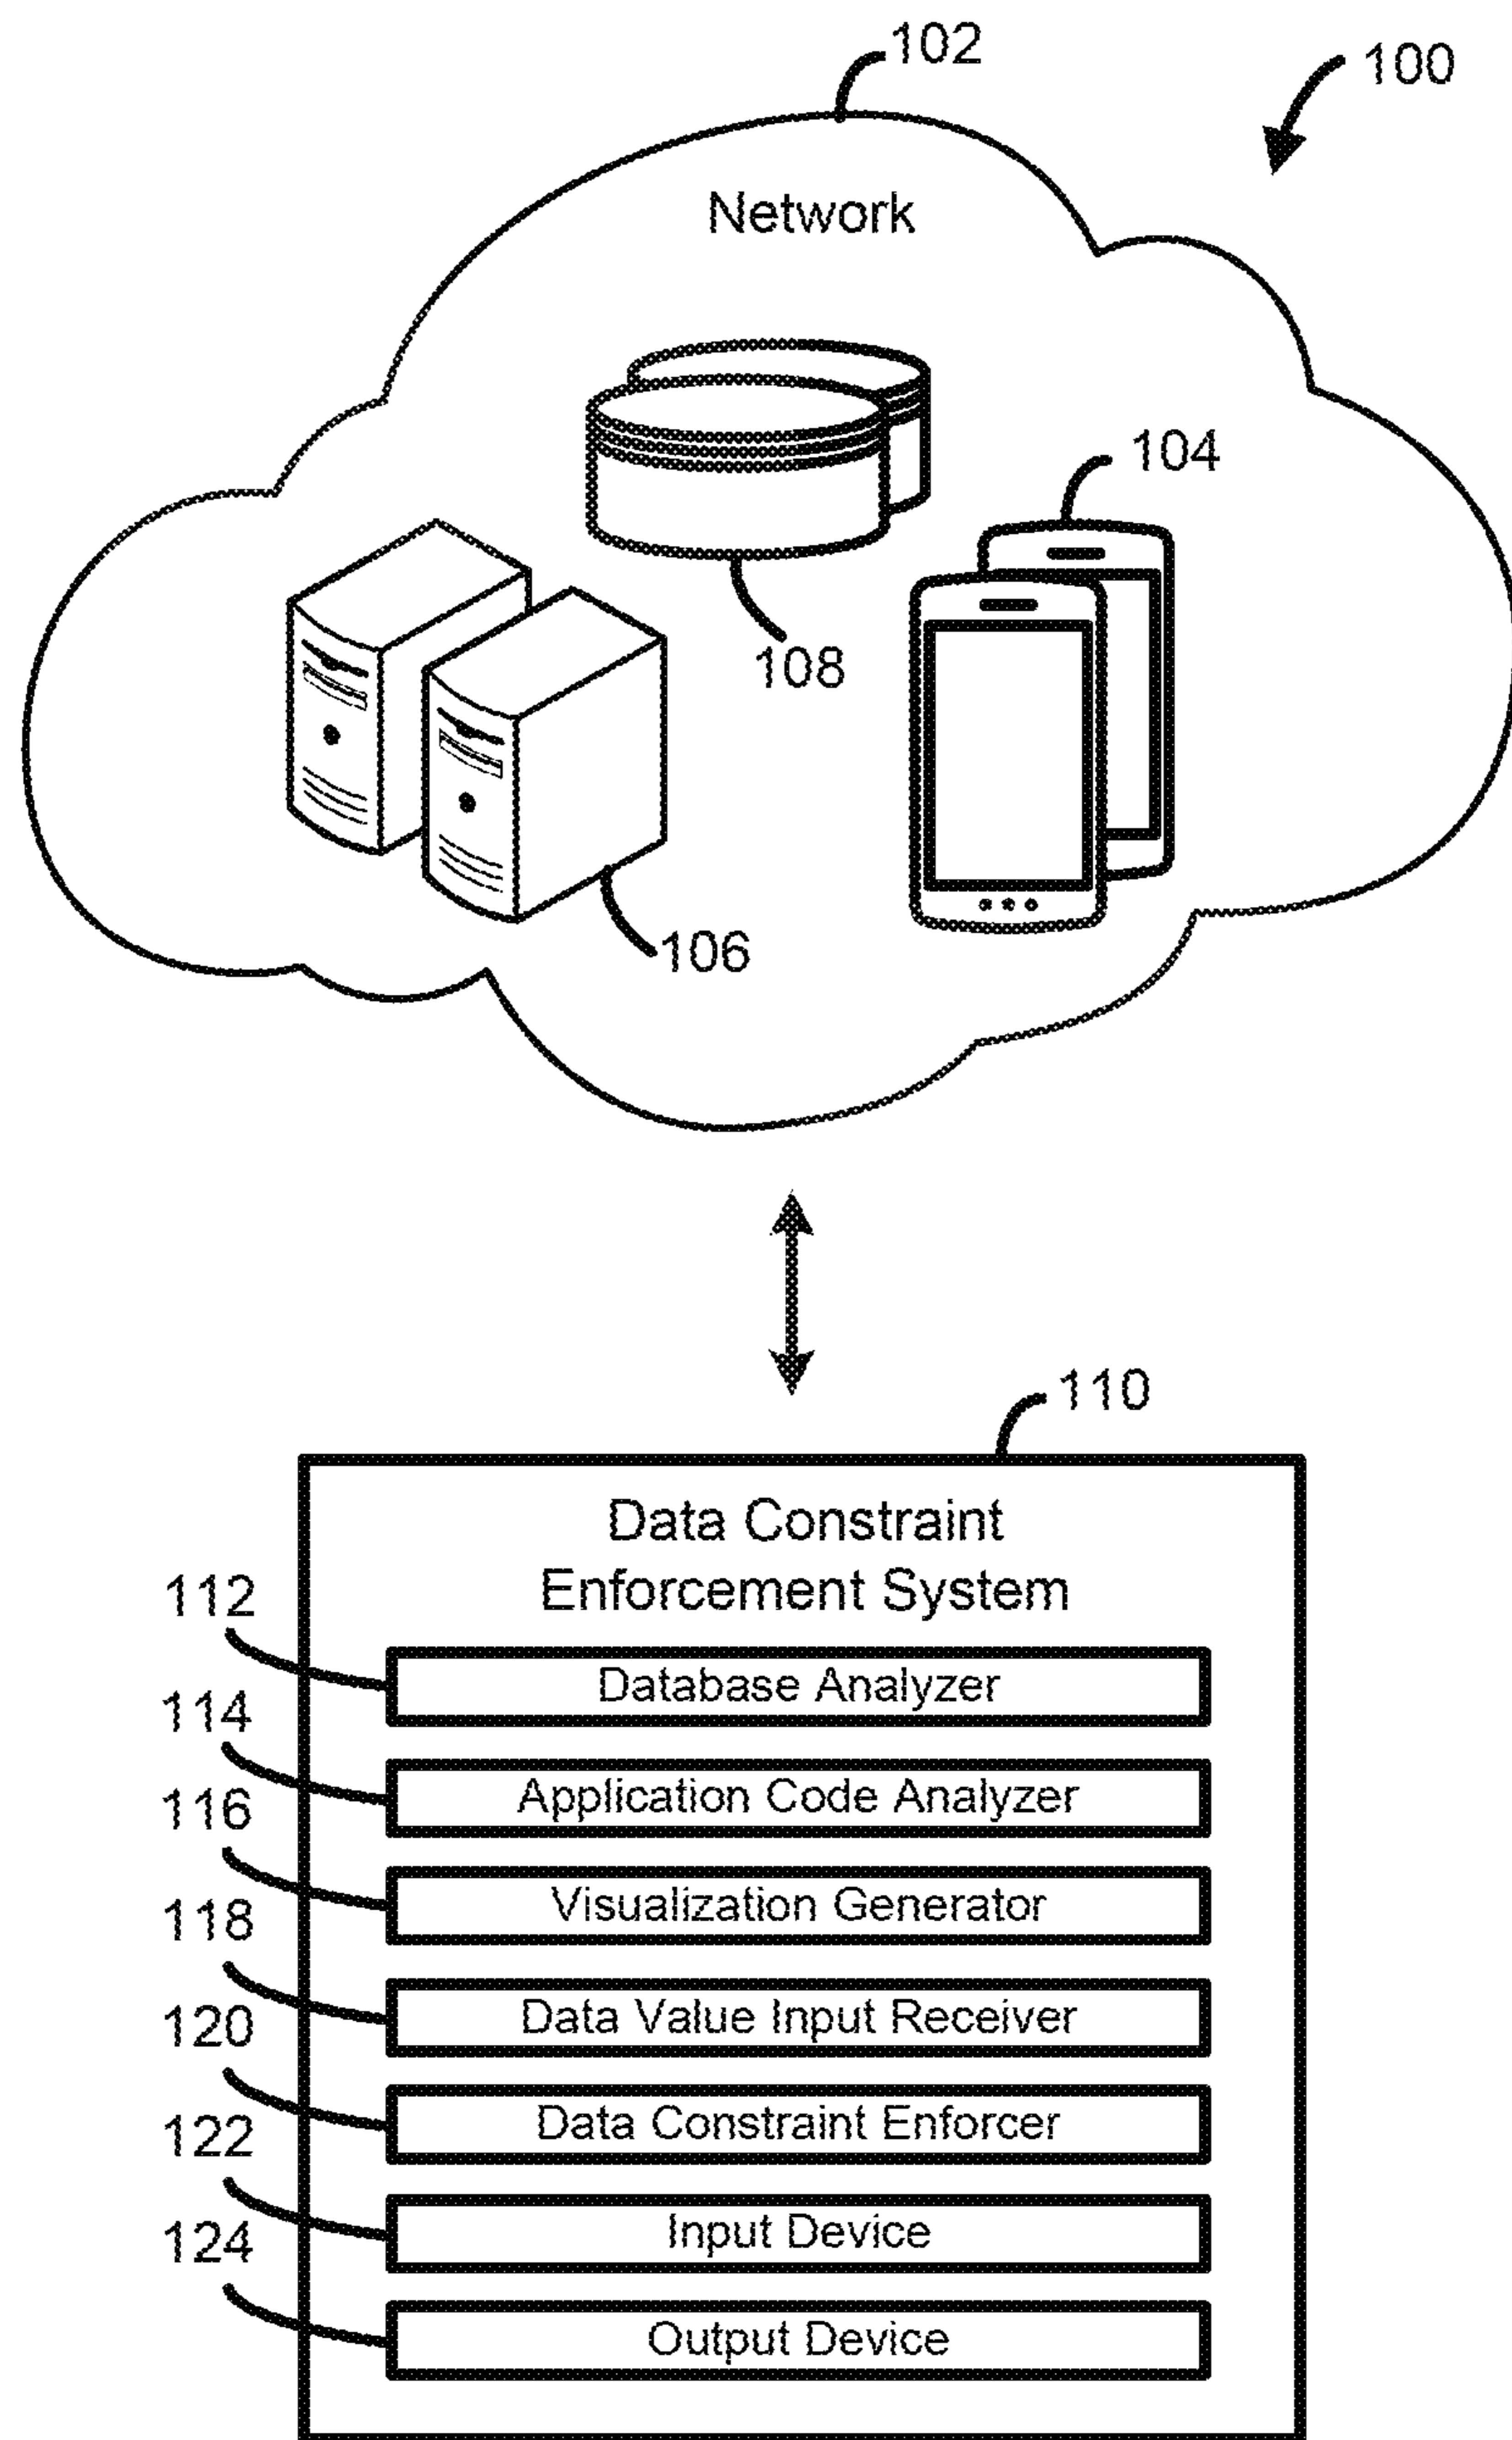 102
100
Network
104
108
106
110
Data Constraint
Enforcement System
112
Database Analyzer
114
Application Code Analyzer
116
Visualization Generator
118
Data Value Input Receiver
120
Data Constraint Enforcer
122
Input Device
124
Output Device